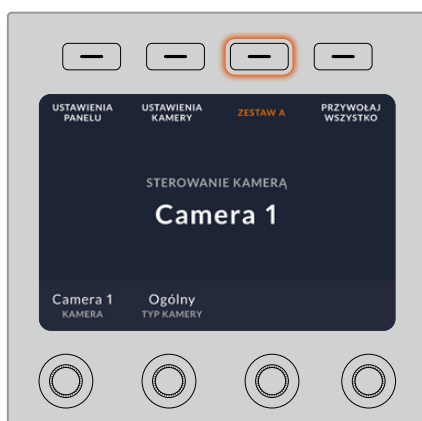 USTAWIENIA PANELU
USTAWIENIA KAMERY
ZESTAW A
PRZYWOŁAJ WSZYSTKO
STEROWANIE KAMERĄ
Camera 1
Camera 1
KAMERA
Ogólny
TYP KAMERY